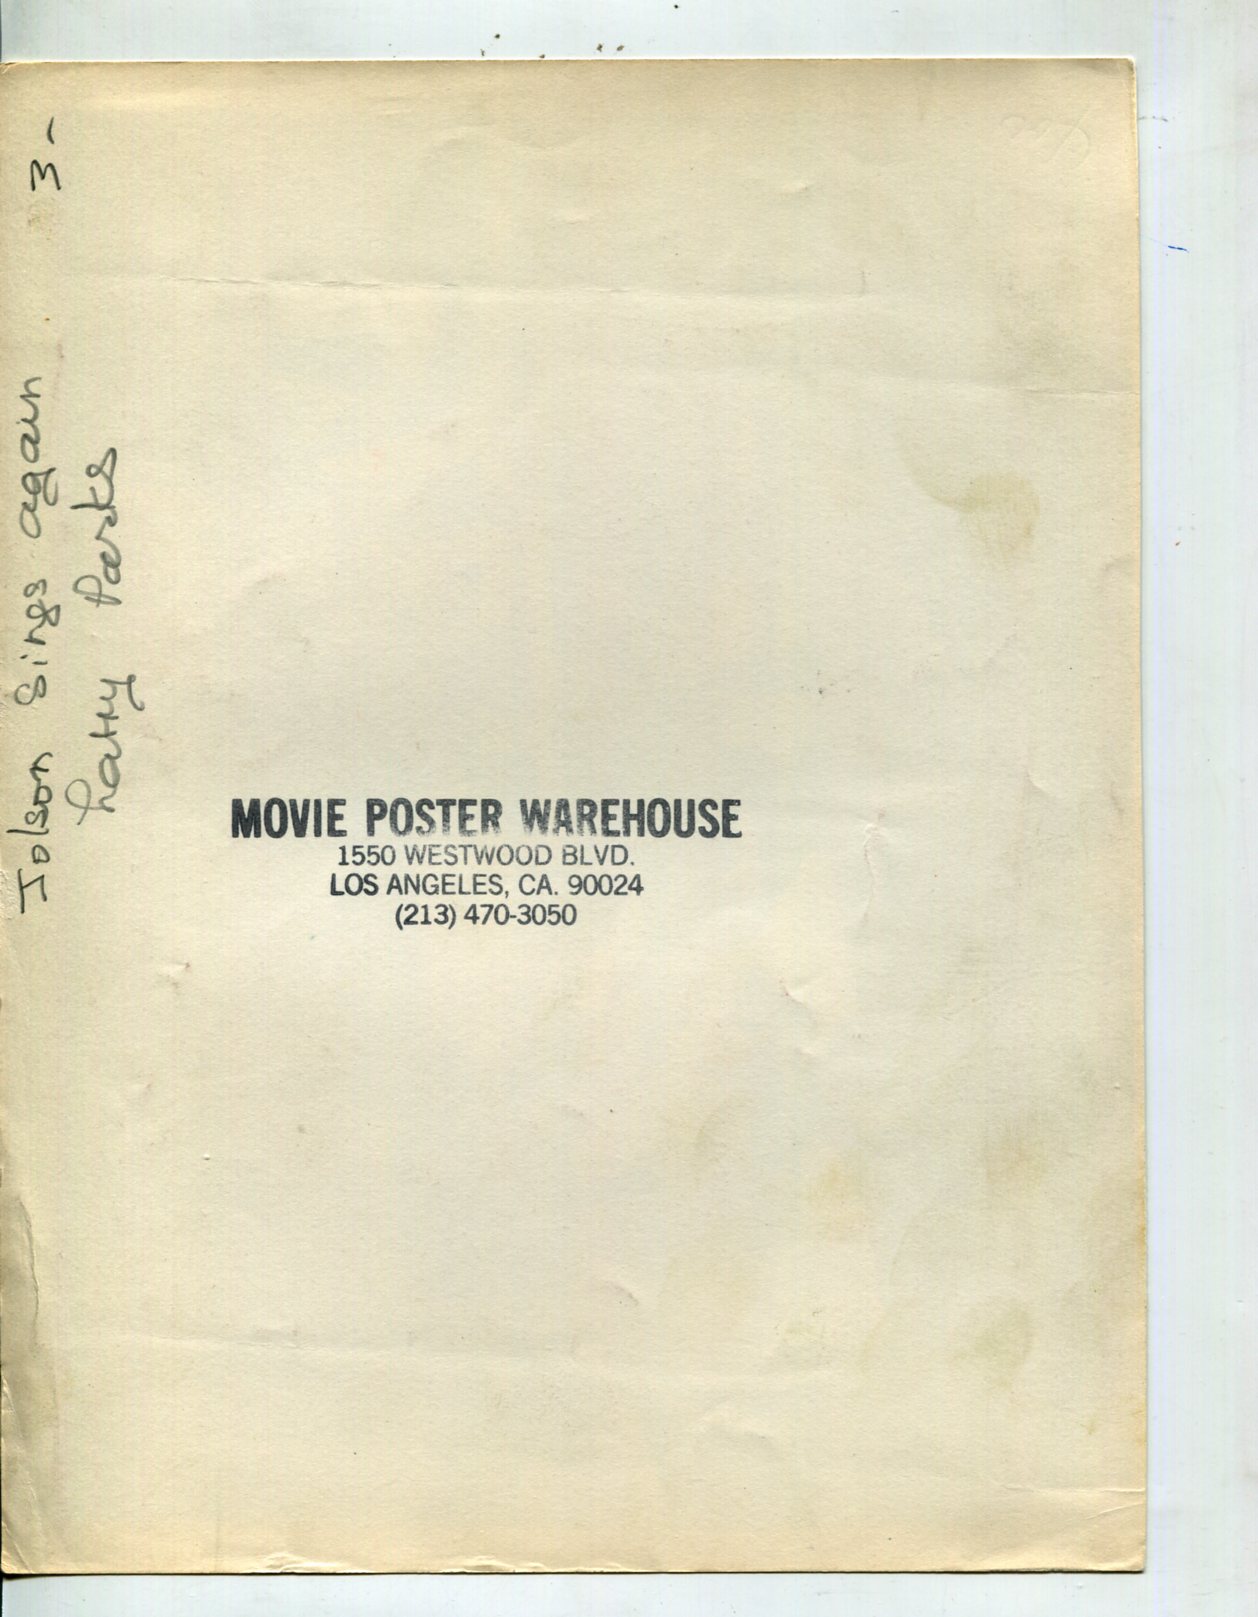 Jolson Sings again 3-
Larry Parks
MOVIE POSTER WAREHOUSE
1550 WESTWOOD BLVD.
LOS ANGELES, CA. 90024
(213) 470-3050